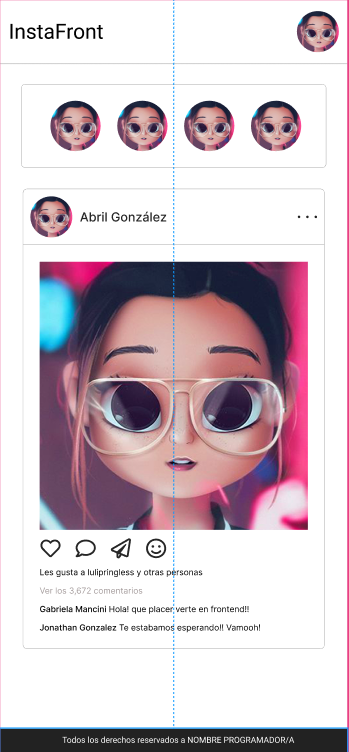 InstaFront
Abril González
Les gusta a lulipringless y otras personas
Ver los 3,672 comentarios
Gabriela Mancini Hola! que placer verte en frontend!!
Jonathan Gonzalez Te estabamos esperando!! Vamooh!
Todos los derechos reservados a NOMBRE PROGRAMADOR/A